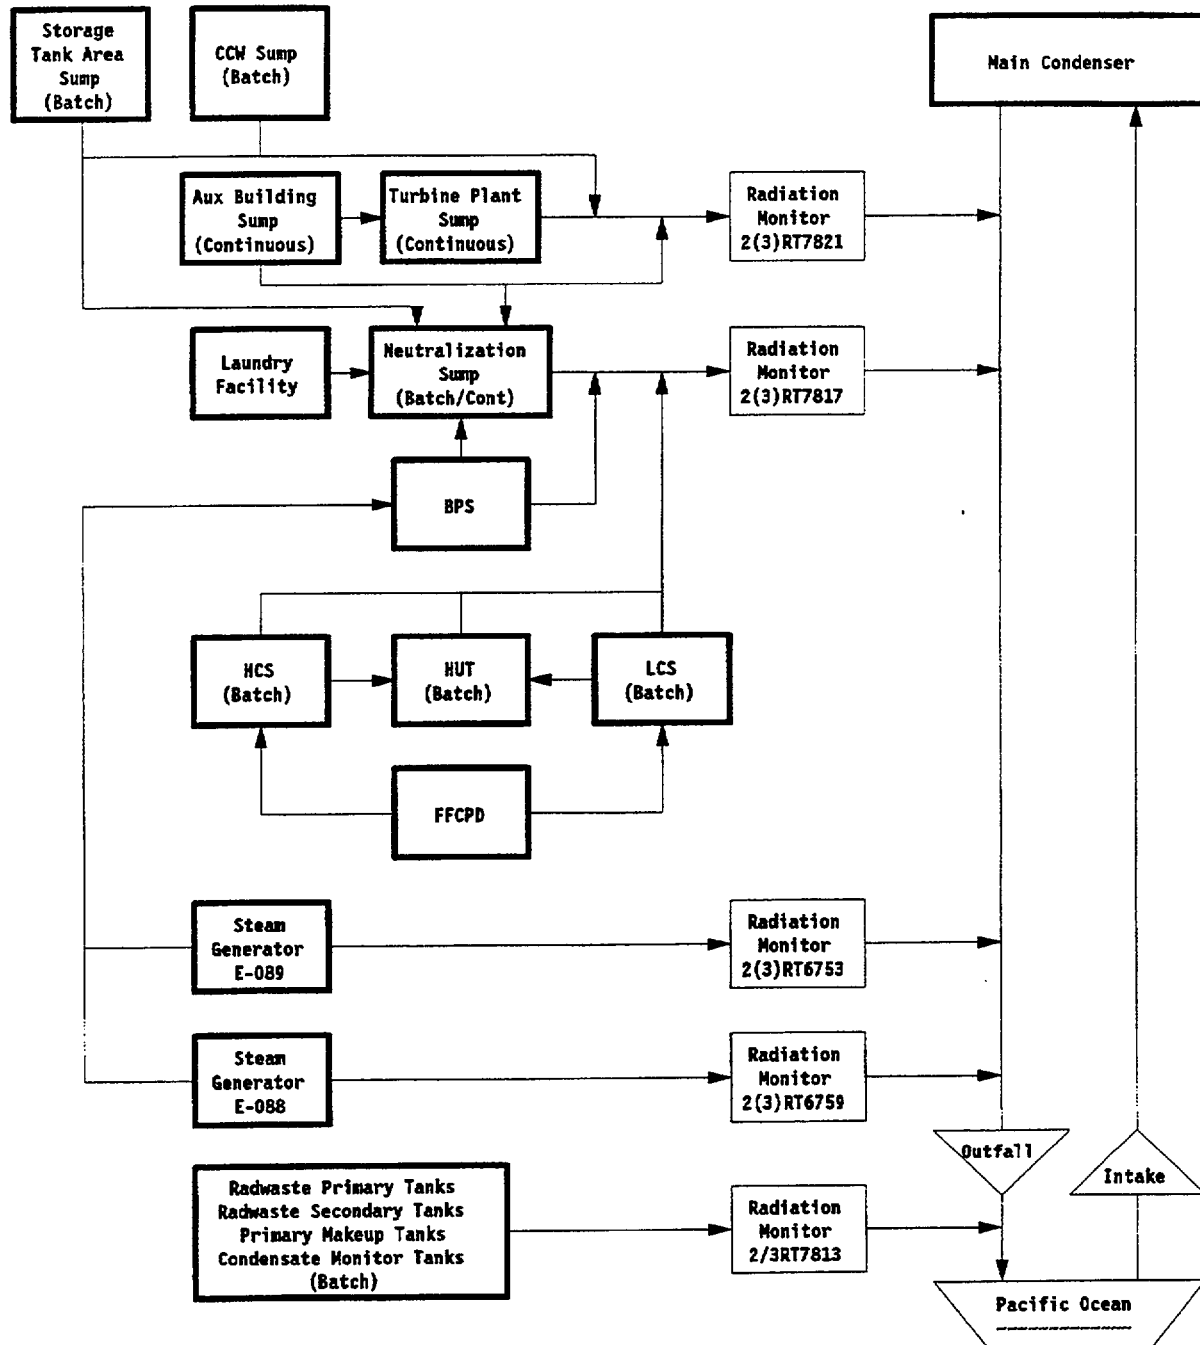 Storage
Tank Area
Sump
(Batch)
CCW Sump
(Batch)
Main Condenser
Aux Building
Sump
(Continuous)
Turbine Plant
Sump
(Continuous)
Radiation
Monitor
2(3)RT7821
Laundry
Facility
Neutralization
Sump
(Batch/Cont)
Radiation
Monitor
2(3)RT7817
BPS
HCS
(Batch)
HUT
(Batch)
LCS
(Batch)
FFCPD
Steam
Generator
E-089
Radiation
Monitor
2(3)RT6753
Steam
Generator
E-088
Radiation
Monitor
2(3)RT6759
Outfall
Intake
Radwaste Primary Tanks
Radwaste Secondary Tanks
Primary Makeup Tanks
Condensate Monitor Tanks
(Batch)
Radiation
Monitor
2/3RT7813
Pacific Ocean